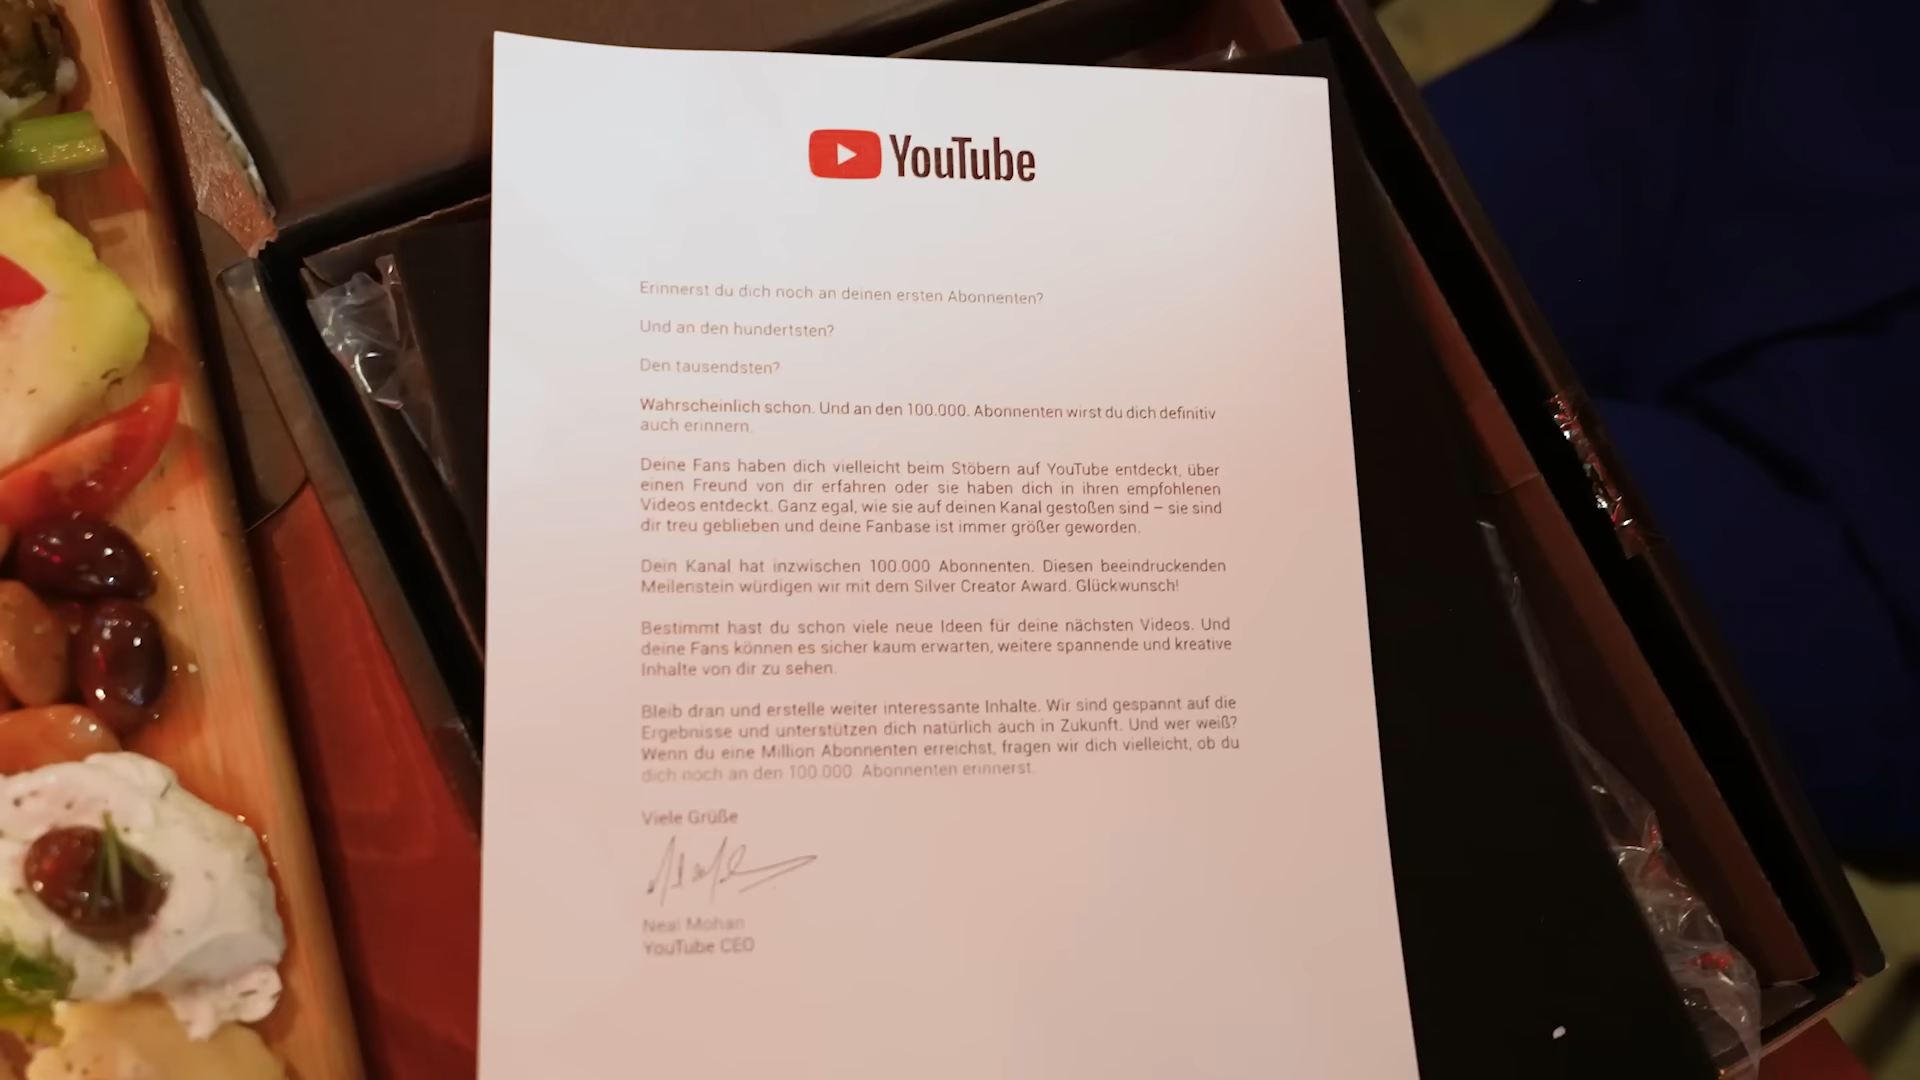 YouTube
Erinnerst du dich noch an deinen ersten Abonnenten?
Und an den hundertsten?
Den tausendsten?
Wahrscheinlich schon. Und an den 100.000. Abonnenten wirst du dich definitiv
auch erinnern.
Deine Fans haben dich vielleicht beim Stöbern auf YouTube entdeckt, über
einen Freund von dir erfahren oder sie haben dich in ihren empfohlenen
Videos entdeckt. Ganz egal, wie sie auf deinen Kanal gestoßen sind – sie sind
dir treu geblieben und deine Fanbase ist immer größer geworden.
Dein Kanal hat inzwischen 100.000 Abonnenten. Diesen beeindruckenden
Meilenstein würdigen wir mit dem Silver Creator Award. Glückwunsch!
Bestimmt hast du schon viele neue Ideen für deine nächsten Videos. Und
deine Fans können es sicher kaum erwarten, weitere spannende und kreative
Inhalte von dir zu sehen.
Bleib dran und erstelle weiter interessante Inhalte. Wir sind gespannt auf die
Ergebnisse und unterstützen dich natürlich auch in Zukunft. Und wer weiß?
Wenn du eine Million Abonnenten erreichst, fragen wir dich vielleicht, ob du
dich noch an den 100.000. Abonnenten erinnerst.
Viele Grüße
Neal Mohan
YouTube CEO